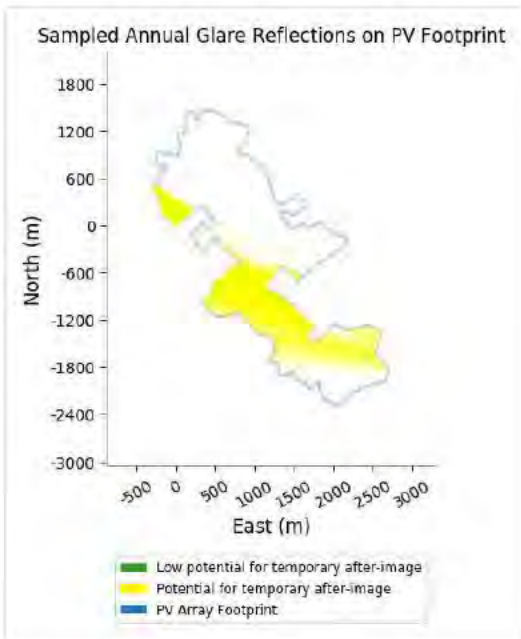 Sampled Annual Glare Reflections on PV Footprint
1800
1200
600
0
-600
-1200
-1800
-2400
-3000
North (m)
-500 0 500 1000 1500 2000 2500 3000
East (m)
Low potential for temporary after-image
Potential for temporary after-image
PV Array Footprint